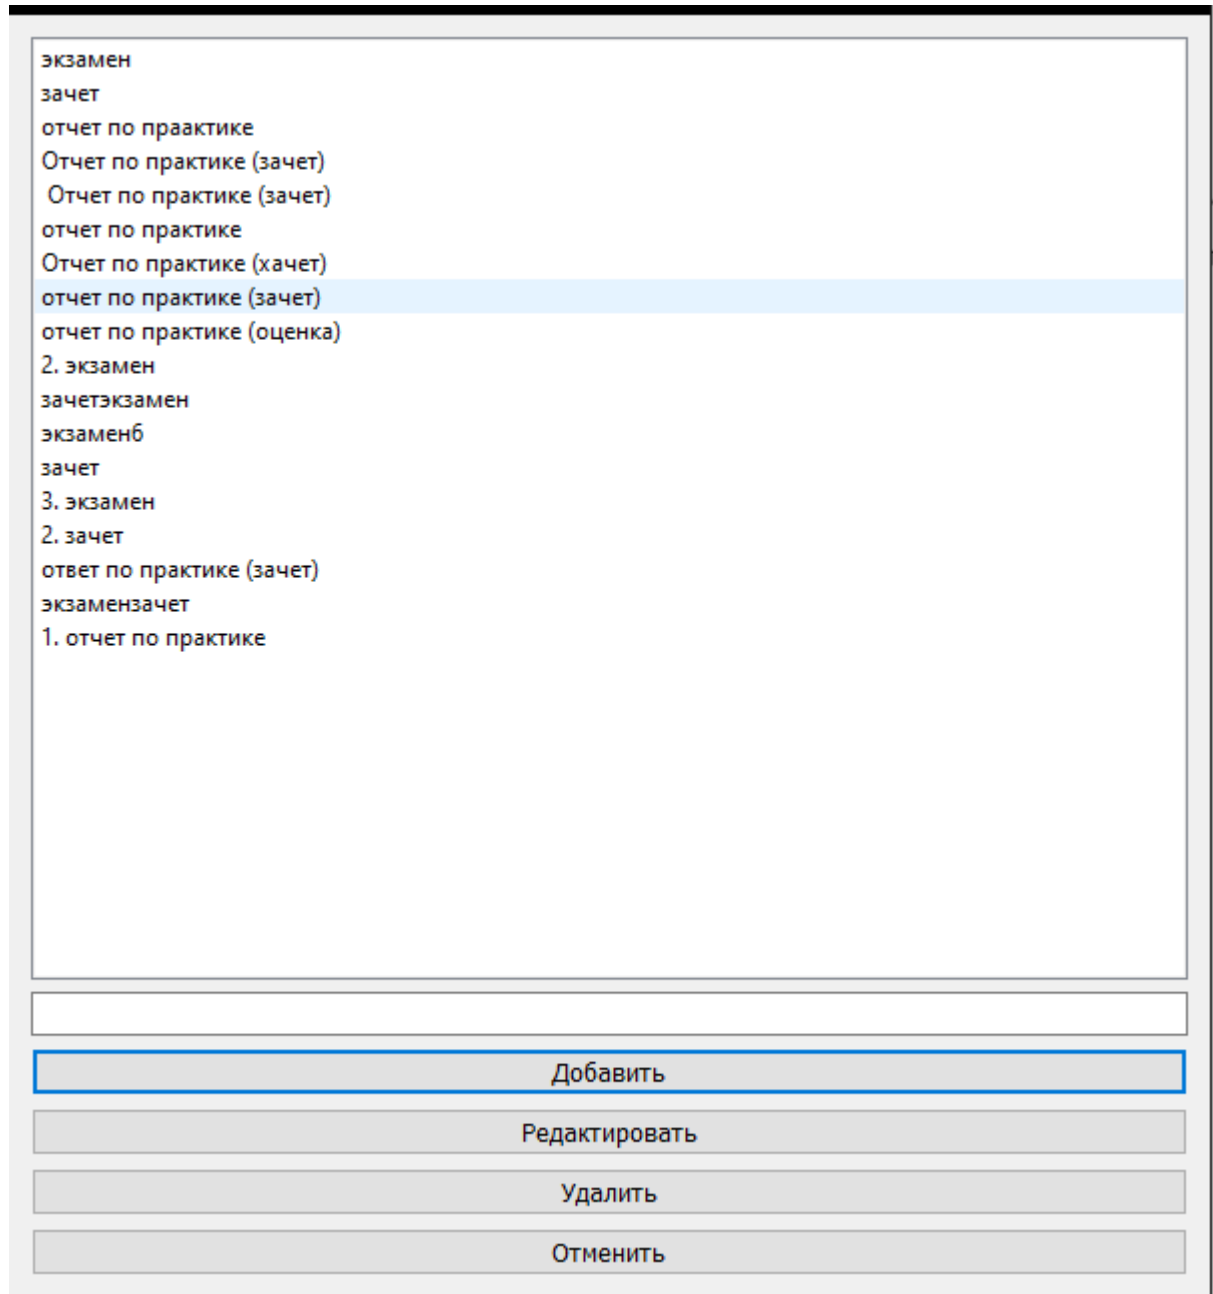 экзамен
зачет
отчет по праактике
Отчет по практике (зачет)
Отчет по практике (зачет)
отчет по практике
Отчет по практике (хачет)
отчет по практике (зачет)
отчет по практике (оценка)
2. экзамен
зачетэкзамен
экзаменб
зачет
3. экзамен
2. зачет
ответ по практике (зачет)
экзамензачет
1. отчет по практике
Добавить
Редактировать
Удалить
Отменить